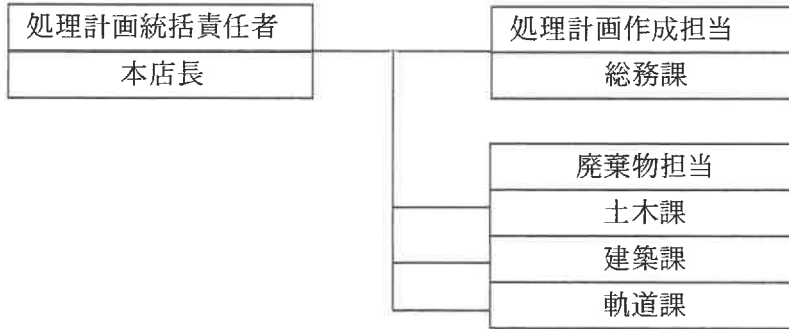 処理計画統括責任者
本店長
処理計画作成担当
総務課
廃棄物担当
土木課
建築課
軌道課